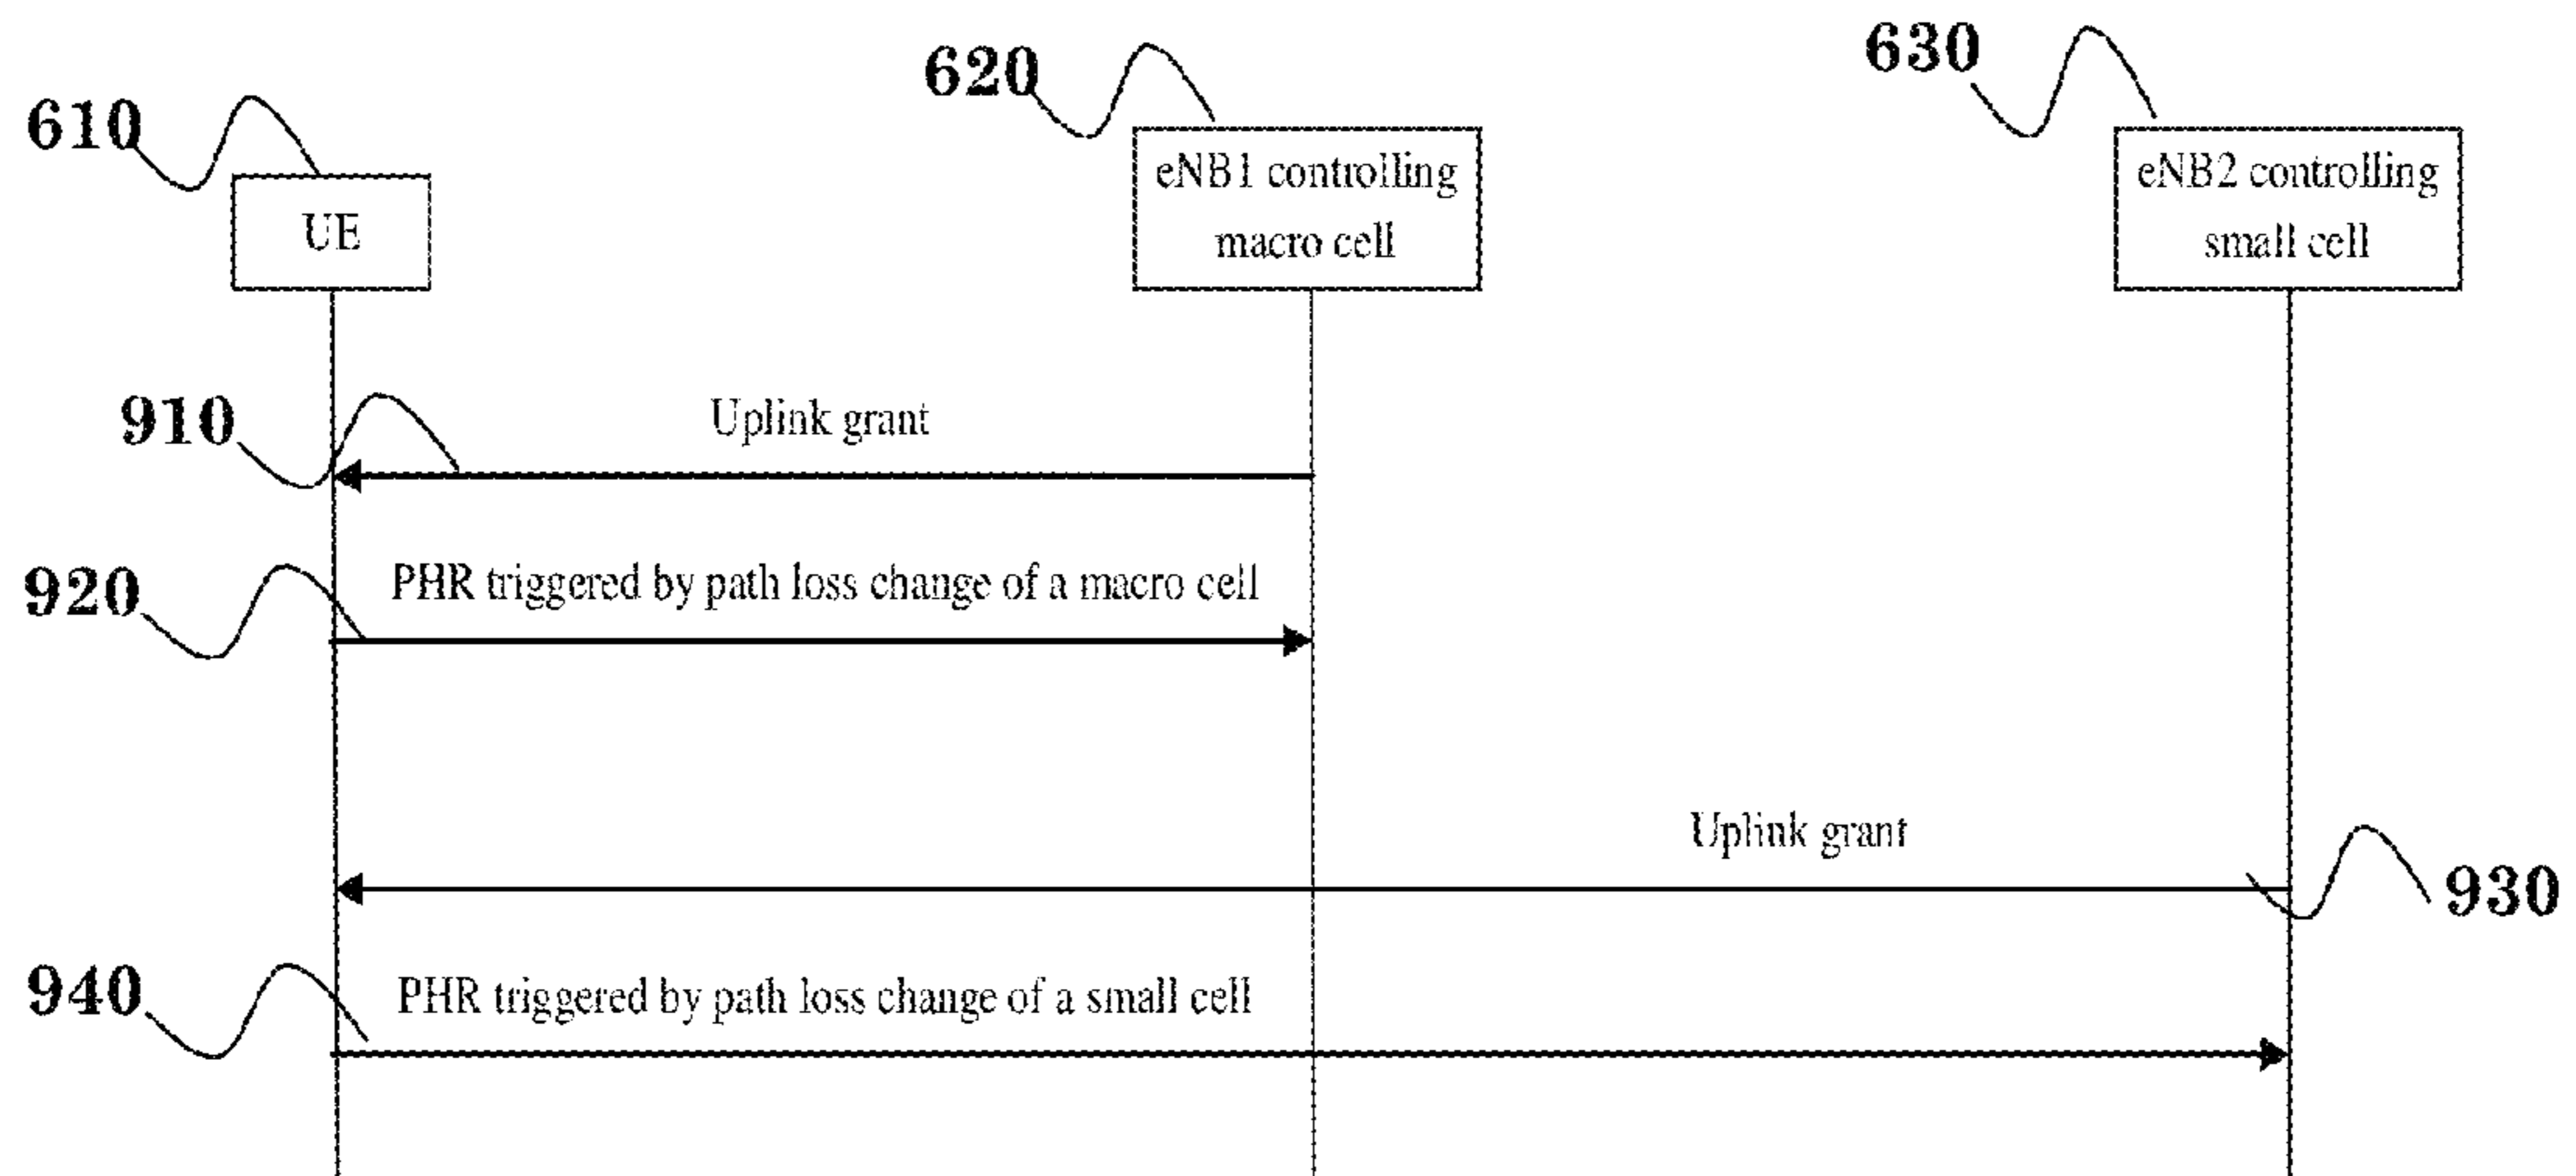 630
620
610
eNB1 controlling
macro cell
eNB2 controlling
small cell
UE
910
Uplink grant
920
PHR triggered by path loss change of a macro cell
Uplink grant
930
940
PHR triggered by path loss change of a small cell